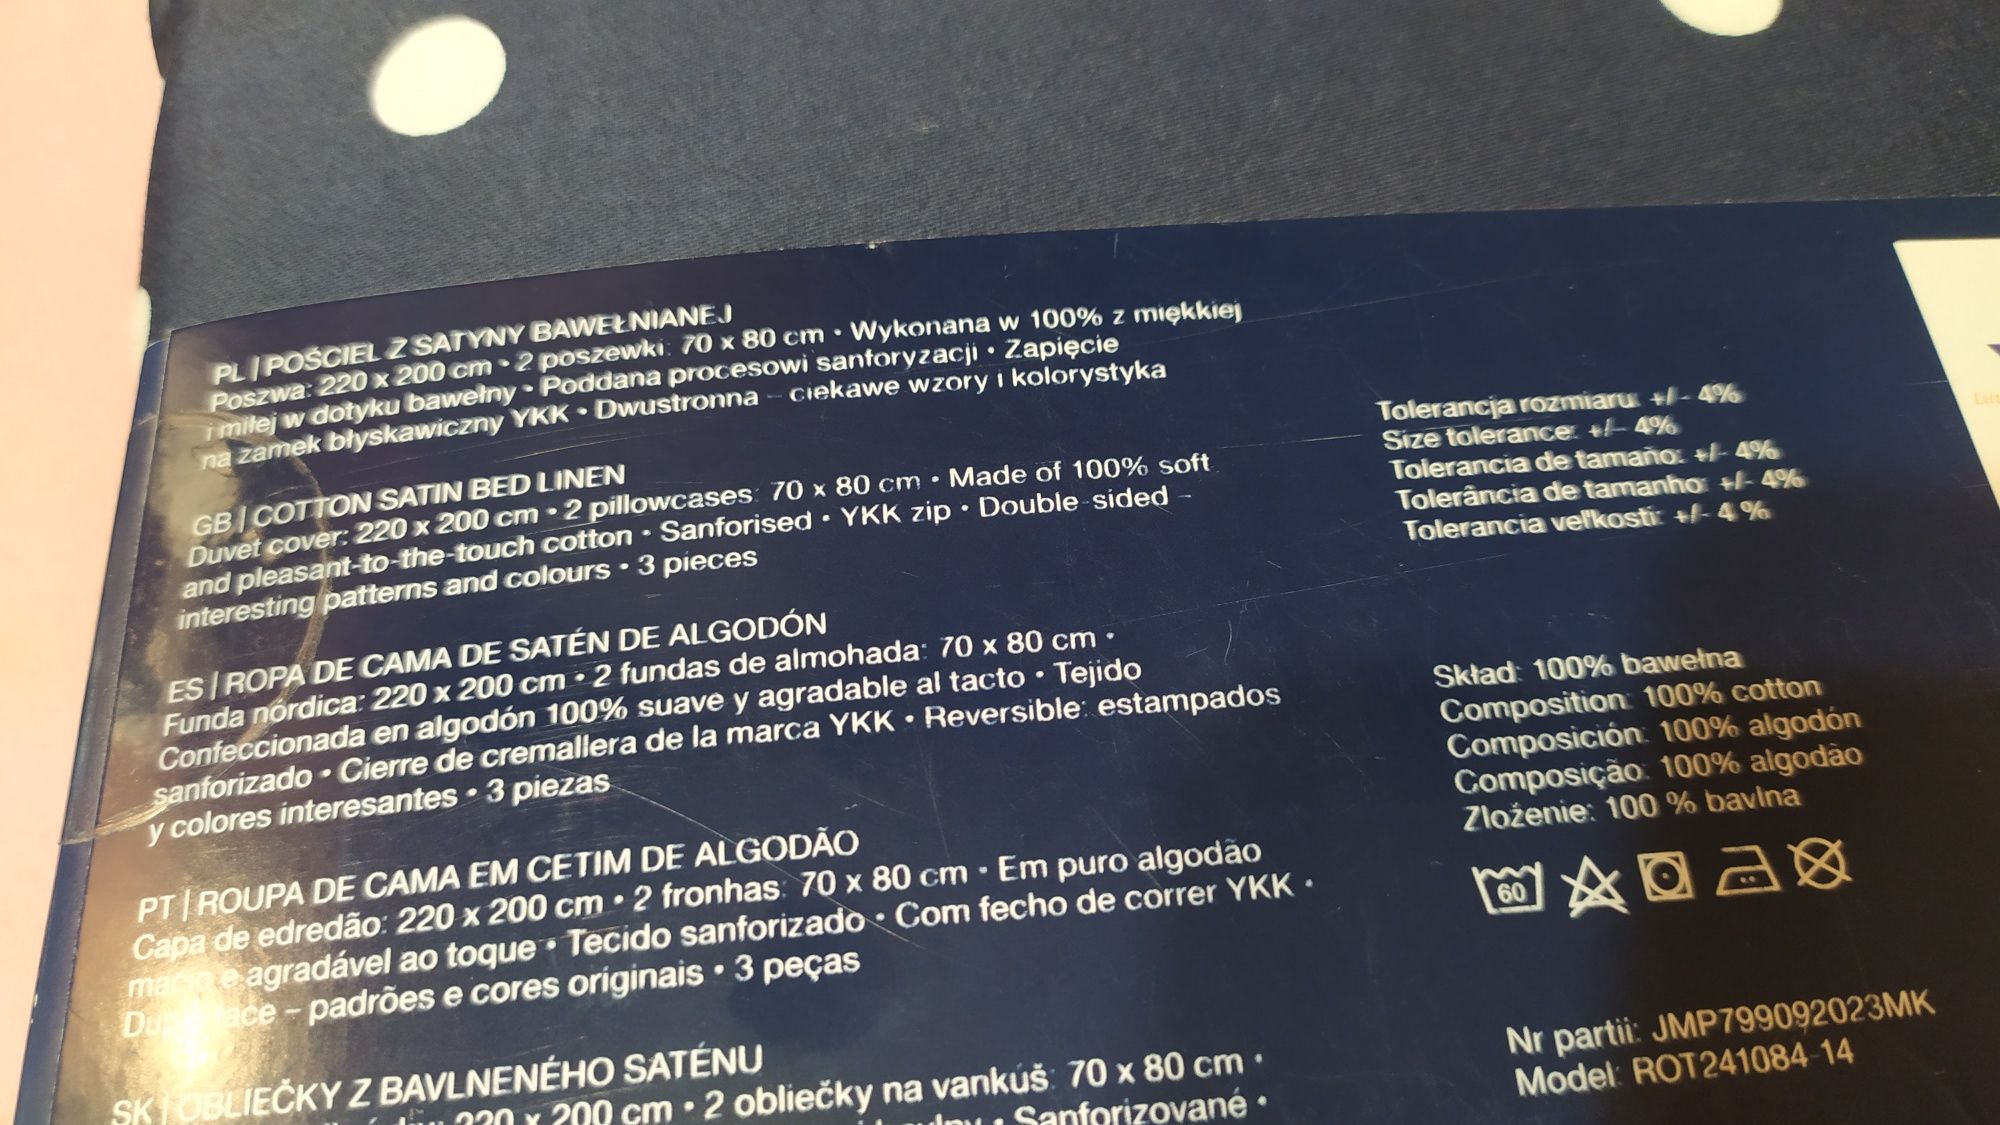 PL | POŚCIEL Z SATYNY BAWEŁNIANEJ
Poszwa: 220 x 200 cm • 2 poszewki: 70 x 80 cm • Wykonana w 100% z miękkiej
i miłej w dotyku bawełny • Poddana procesowi sanforyzacji • Zapięcie
na zamek błyskawiczny YKK • Dwustronna – ciekawe wzory i kolorystyka
GB | COTTON SATIN BED LINEN
Duvet cover: 220 x 200 cm • 2 pillowcases: 70 x 80 cm • Made of 100% soft
and pleasant-to-the-touch cotton • Sanforised • YKK zip • Double-sided –
interesting patterns and colours • 3 pieces
ES | ROPA DE CAMA DE SATÉN DE ALGODÓN
Funda nórdica: 220 x 200 cm • 2 fundas de almohada: 70 x 80 cm •
Confeccionada en algodón 100% suave y agradable al tacto • Tejido
sanforizado • Cierre de cremallera de la marca YKK • Reversible: estampados
y colores interesantes • 3 piezas
PT | ROUPA DE CAMA EM CETIM DE ALGODÃO
Capa de edredão: 220 x 200 cm • 2 fronhas: 70 x 80 cm • Em puro algodão
macio e agradável ao toque • Tecido sanforizado • Com fecho de correr YKK •
face – padrões e cores originais • 3 peças
SK | OBLIEČKY Z BAVLNENÉHO SATÉNU
220 x 200 cm • 2 obliečky na vankúš: 70 x 80 cm •
• Sanforizované •
Tolerancja rozmiaru: +/- 4%
Size tolerance: +/- 4%
Tolerancia de tamaño: +/- 4%
Tolerância de tamanho: +/- 4%
Tolerancia veľkosti: +/- 4 %
Skład: 100% bawełna
Composition: 100% cotton
Composición: 100% algodón
Composição: 100% algodão
Zloženie: 100 % bavlna
60
Nr partii: JMP799092023MK
Model: ROT241084-14